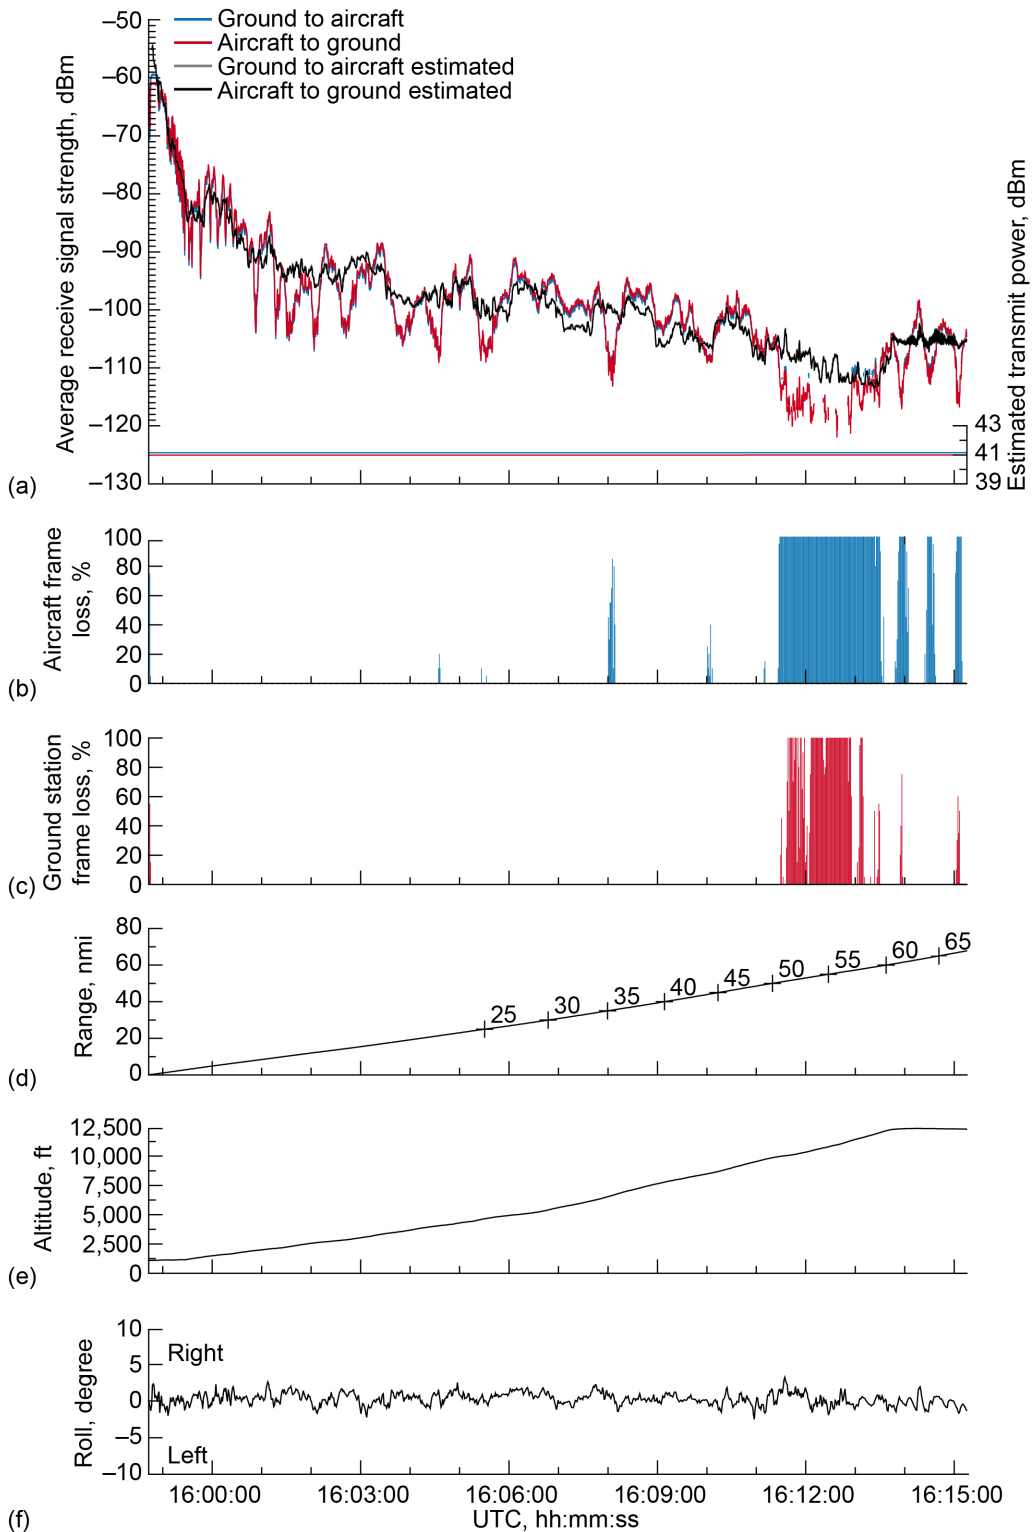 Ground to aircraft
Aircraft to ground
Ground to aircraft estimated
Aircraft to ground estimated
Average receive signal strength, dBm
–50
–60
–70
–80
–90
–100
–110
–120
–130
Estimated transmit power, dBm
43
41
39
(a)
Aircraft frame
loss, %
100
80
60
40
20
0
(b)
Ground station
frame loss, %
100
80
60
40
20
0
(c)
Range, nmi
80
60
40
20
0
25
30
35
40
45
50
55
60
65
(d)
Altitude, ft
12,500
10,000
7,500
5,000
2,500
0
(e)
Roll, degree
10
5
0
–5
–10
Right
Left
16:00:00
16:03:00
16:06:00
16:09:00
16:12:00
16:15:00
UTC, hh:mm:ss
(f)